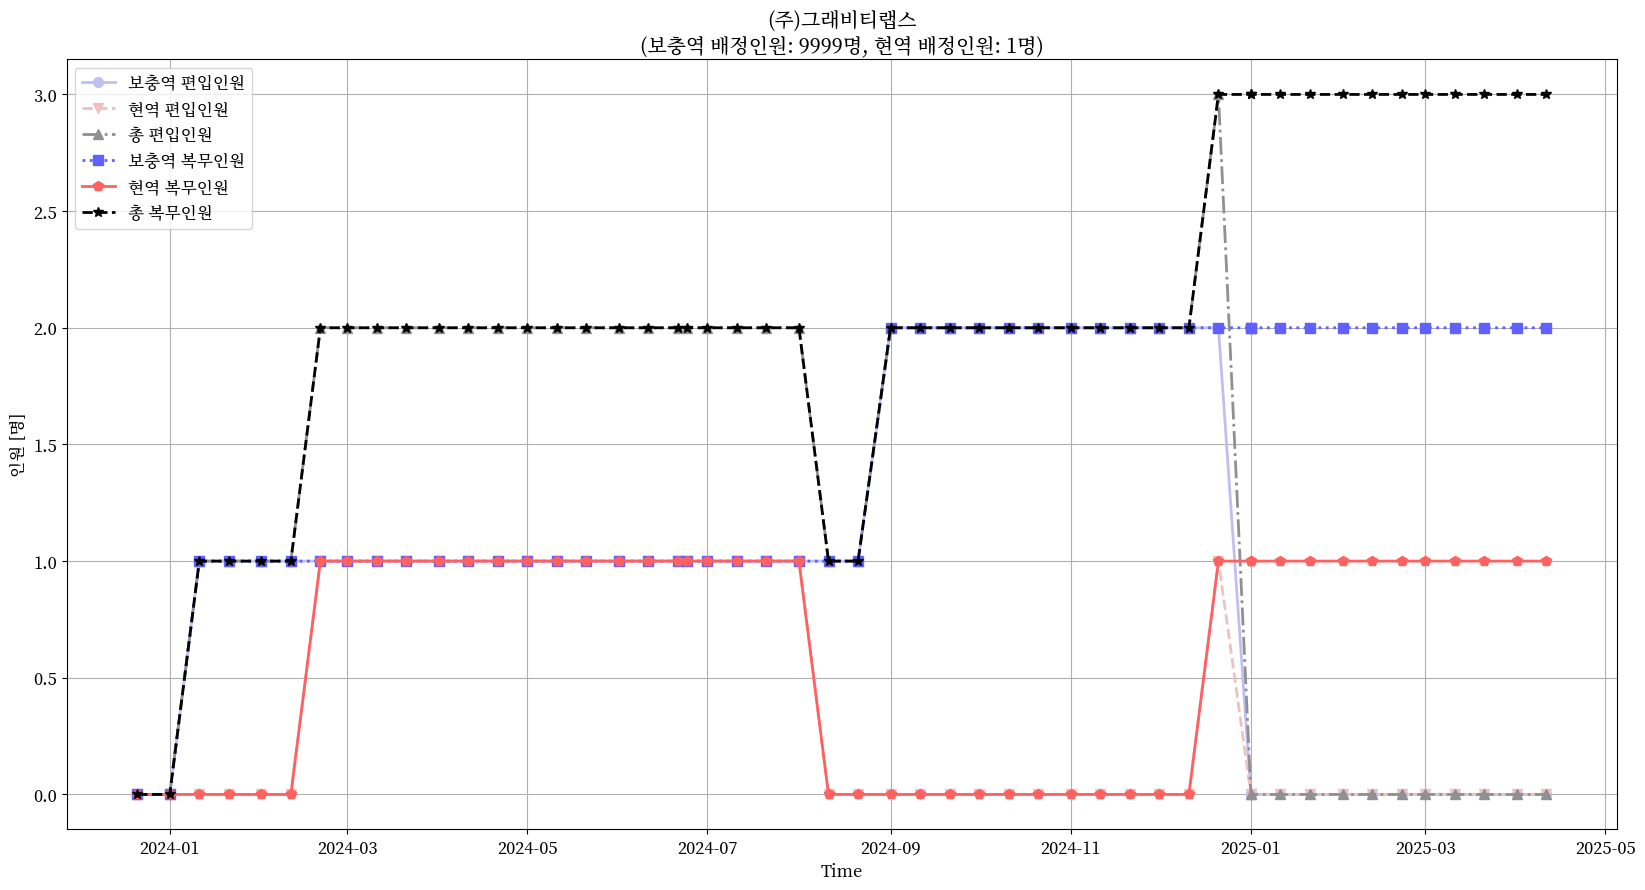 (주)그래비티랩스
(보충역 배정인원: 9999명, 현역 배정인원: 1명)
보충역 편입인원
현역 편입인원
총 편입인원
보충역 복무인원
현역 복무인원
총 복무인원
3.0
2.5
2.0
1.5
1.0
0.5
0.0
인원 [명]
2024-01
2024-03
2024-05
2024-07
2024-09
2024-11
2025-01
2025-03
2025-05
Time